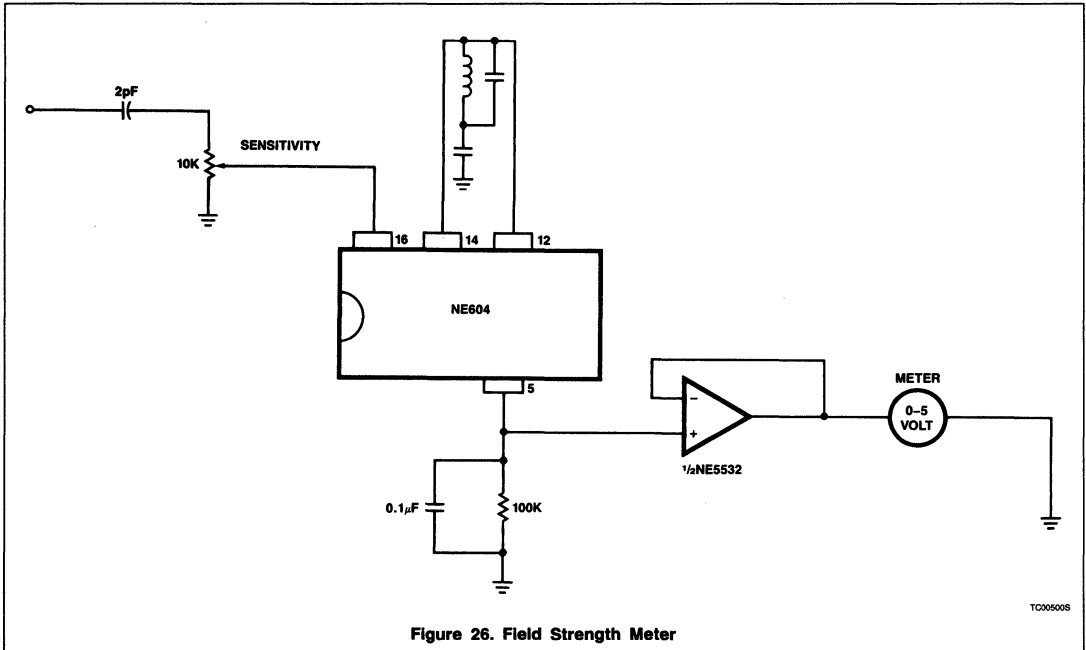 2pF
10K
SENSITIVITY
16
14
12
NE604
5
0.1μF
100K
−
+
1/2NE5532
METER
0–5
VOLT
TC00500S
Figure 26. Field Strength Meter